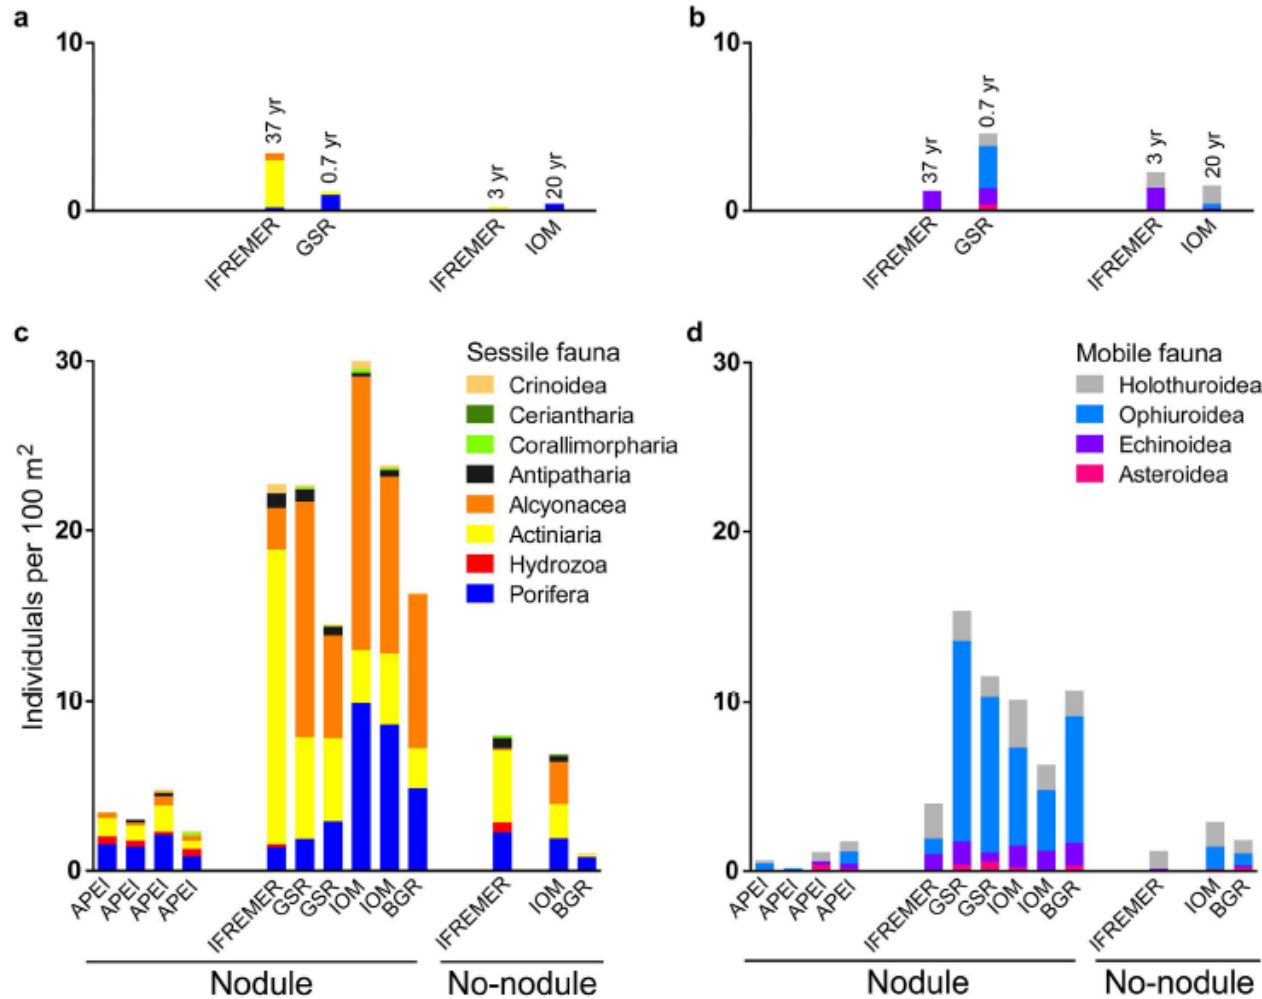 a
10
0
37 yr
0.7 yr
3 yr
20 yr
IFREMER
GSR
IFREMER
IOM
b
10
0
37 yr
0.7 yr
3 yr
20 yr
IFREMER
GSR
IFREMER
IOM
c
Individulals per 100 m²
30
20
10
0
Sessile fauna
Crinoidea
Ceriantharia
Corallimorpharia
Antipatharia
Alcyonacea
Actiniaria
Hydrozoa
Porifera
APEI
APEI
APEI
APEI
IFREMER
GSR
GSR
IOM
IOM
BGR
IFREMER
IOM
BGR
Nodule
No-nodule
d
30
20
10
0
Mobile fauna
Holothuroidea
Ophiuroidea
Echinoidea
Asteroidea
APEI
APEI
APEI
APEI
IFREMER
GSR
GSR
IOM
IOM
BGR
IFREMER
IOM
BGR
Nodule
No-nodule